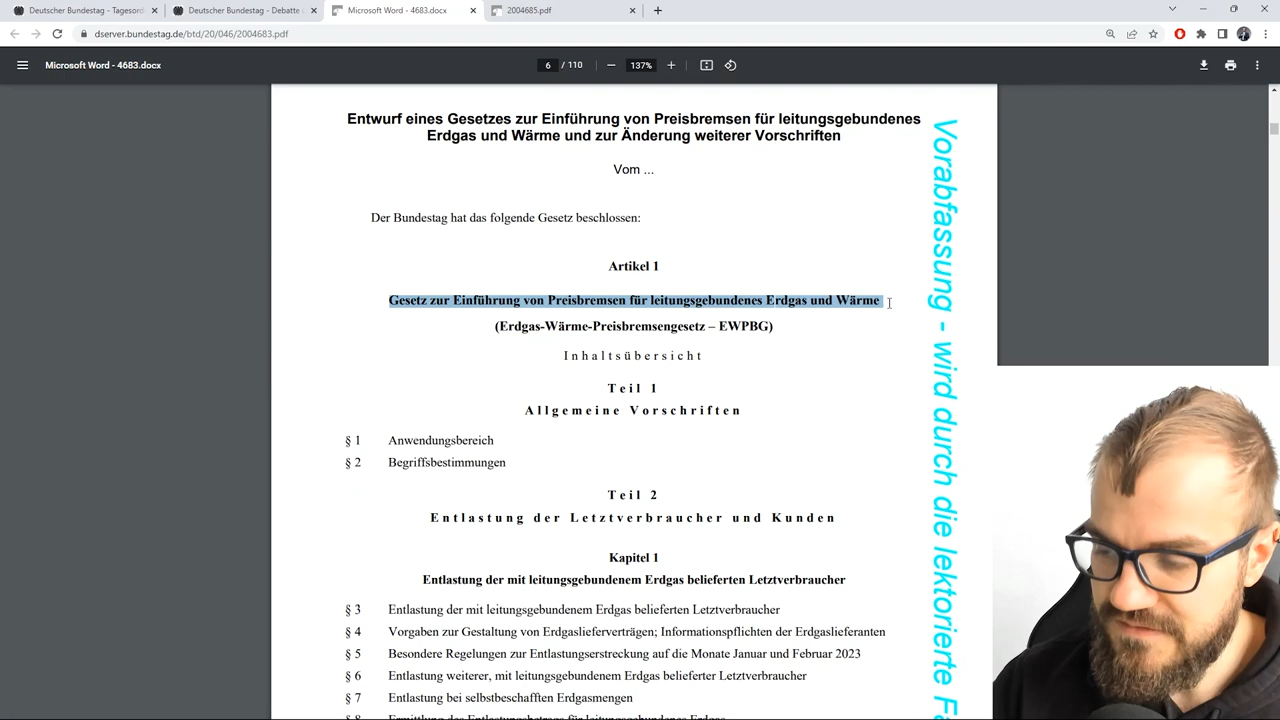 Deutscher Bundestag - Tagesord
Deutscher Bundestag - Debatte
Microsoft Word - 4683.docx
2004685.pdf
dserver.bundestag.de/btd/20/046/2004683.pdf
Microsoft Word - 4683.docx
6 / 110
137%
Entwurf eines Gesetzes zur Einführung von Preisbremsen für leitungsgebundenes
Erdgas und Wärme und zur Änderung weiterer Vorschriften
Vom ...
Der Bundestag hat das folgende Gesetz beschlossen:
Artikel 1
Gesetz zur Einführung von Preisbremsen für leitungsgebundenes Erdgas und Wärme
(Erdgas-Wärme-Preisbremsengesetz – EWPBG)
Inhaltsübersicht
Teil 1
Allgemeine Vorschriften
§ 1 Anwendungsbereich
§ 2 Begriffsbestimmungen
Teil 2
Entlastung der Letztverbraucher und Kunden
Kapitel 1
Entlastung der mit leitungsgebundenem Erdgas belieferten Letztverbraucher
§ 3 Entlastung der mit leitungsgebundenem Erdgas belieferten Letztverbraucher
§ 4 Vorgaben zur Gestaltung von Erdgaslieferverträgen; Informationspflichten der Erdgaslieferanten
§ 5 Besondere Regelungen zur Entlastungserstreckung auf die Monate Januar und Februar 2023
§ 6 Entlastung weiterer, mit leitungsgebundenem Erdgas belieferter Letztverbraucher
§ 7 Entlastung bei selbstbeschafften Erdgasmengen
§ 8 Ermittlung des Entlastungsbetrags für leitungsgebundenes Erdgas
Vorabfassung - wird durch die lektorierte